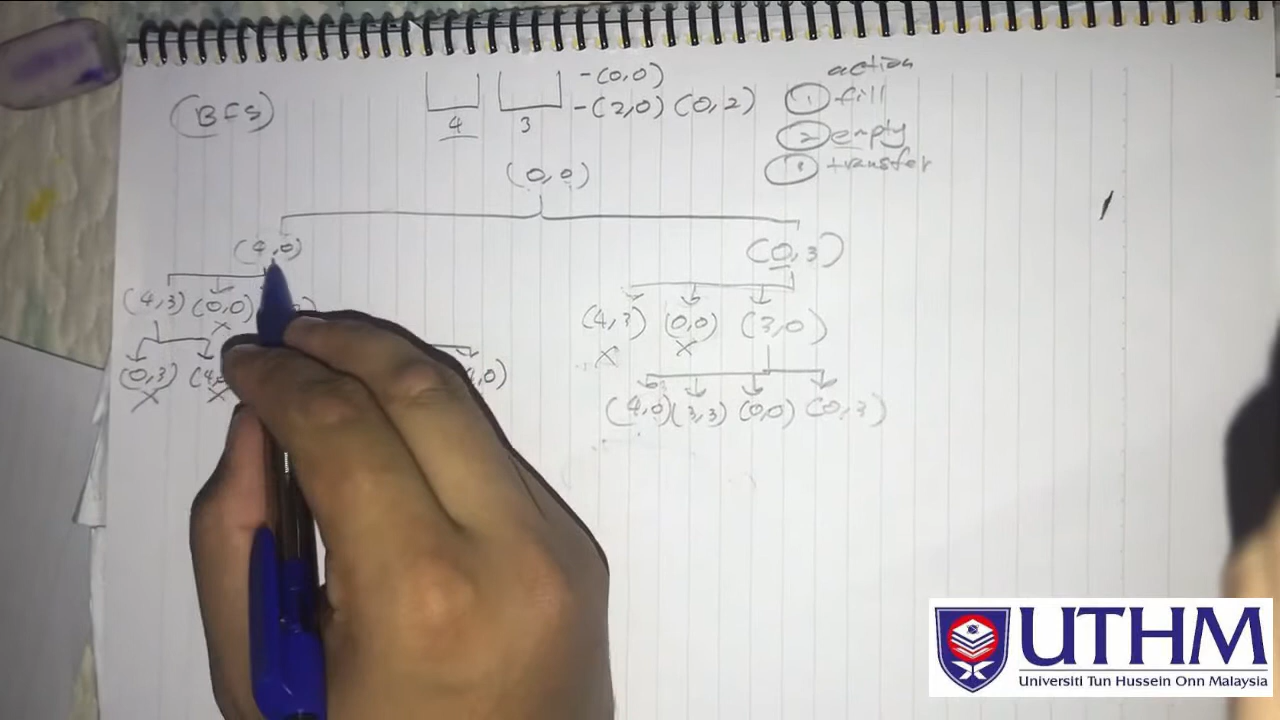 (BFS)
4 3
-(0,0)
-(2,0) (0,2)
action
① fill
② empty
③ transfer
(0,0)
(4,0) (0,3)
(4,3) (0,0)
x
(4,3) (0,0) (3,0)
x x
(0,3)
x x
(4,0) (3,3) (0,0) (0,3)
UTHM
Universiti Tun Hussein Onn Malaysia